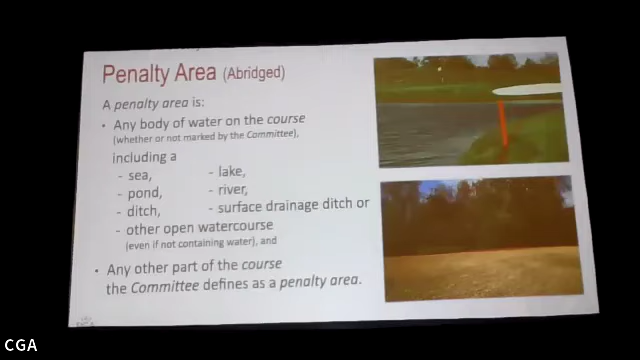 Penalty Area (Abridged)
A penalty area is:
• Any body of water on the course
(whether or not marked by the Committee),
including a
- sea,
- lake,
- pond,
- river,
- ditch,
- surface drainage ditch or
- other open watercourse
(even if not containing water), and
• Any other part of the course
the Committee defines as a penalty area.
CGA